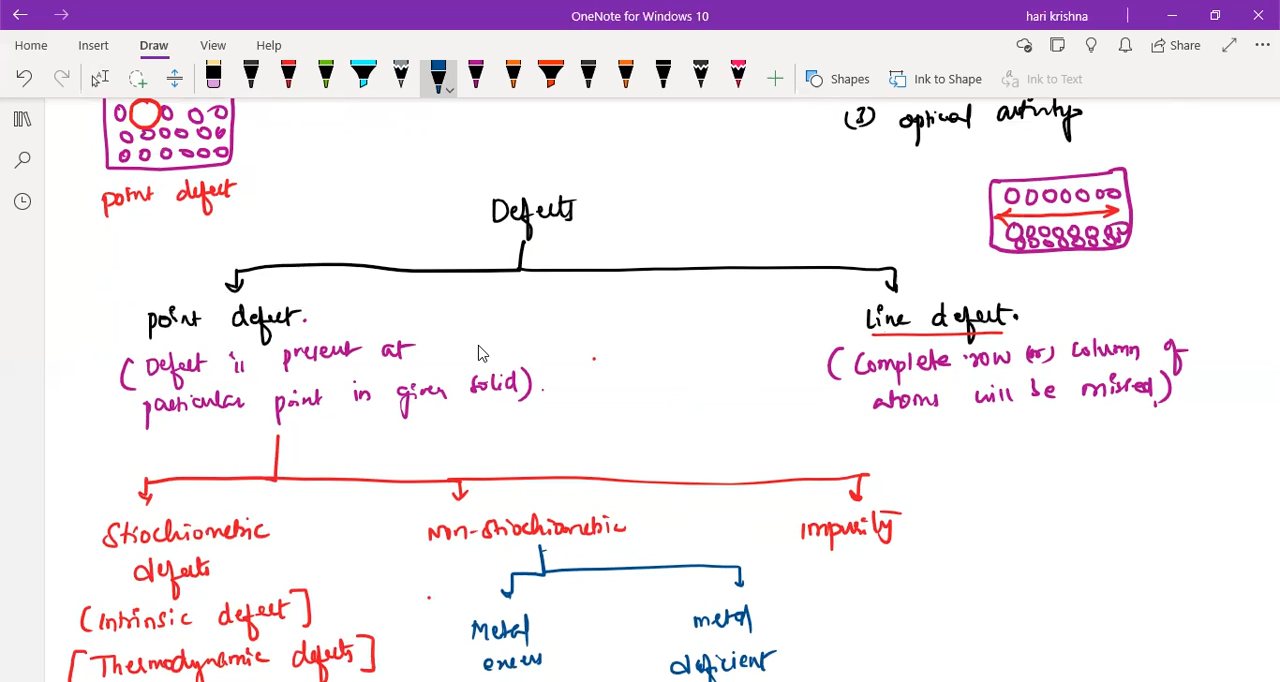 OneNote for Windows 10
hari krishna
Home Insert Draw View Help
Share
Shapes
Ink to Shape
Ink to Text
(3) optical activity
point defect
Defects
point defect.
(Defect is present at
particular point in given solid).
Line defect.
(Complete row (or) column of
atoms will be missed,)
Stiochiometric
defects
[Intrinsic defect]
[Thermodynamic defects]
Non-stiochiometric
Impurity
Metal
excess
metal
deficient